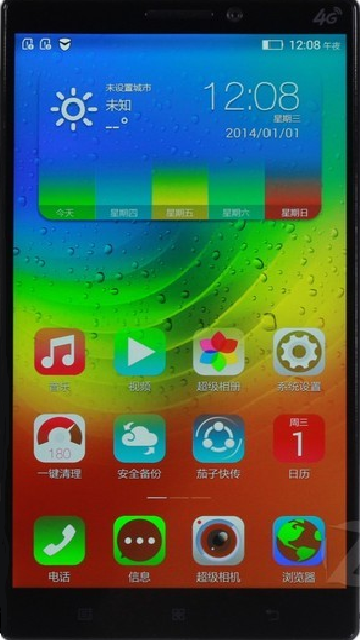 4G
12:08 午夜
未设置城市
未知
--°
12:08
星期三
2014/01/01
今天 星期四 星期五 星期六 星期日
音乐 视频 超级相册 系统设置
180 周三
1
一键清理 安全备份 茄子快传 日历
电话 信息 超级相机 浏览器